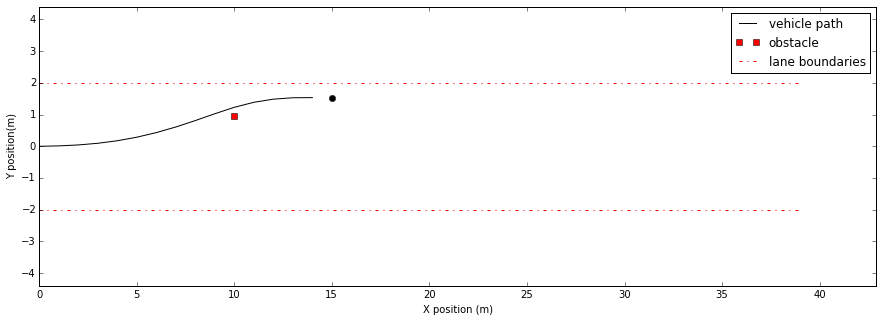 4
3
2
1
0
−1
−2
−3
−4
Y position(m)
0 5 10 15 20 25 30 35 40
X position (m)
vehicle path
obstacle
lane boundaries